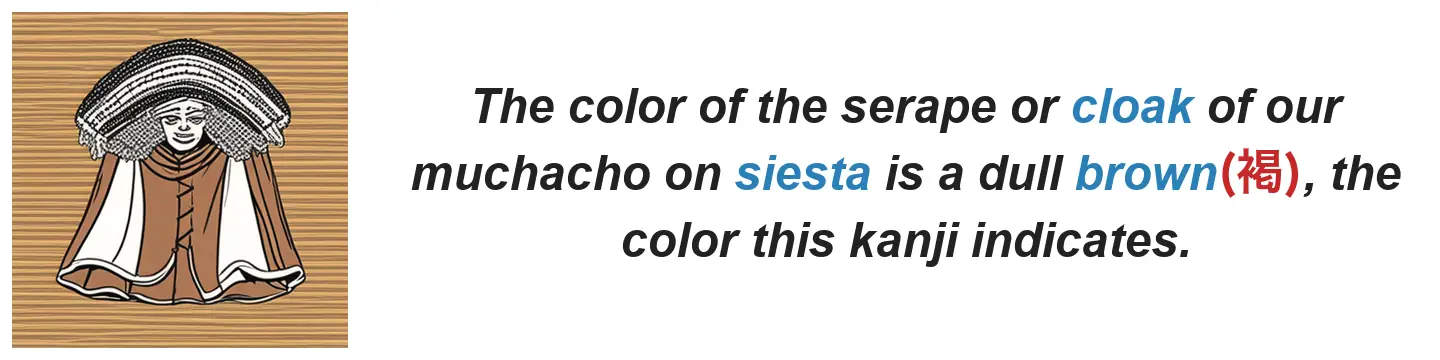 The color of the serape or cloak of our
muchacho on siesta is a dull brown(褐), the
color this kanji indicates.